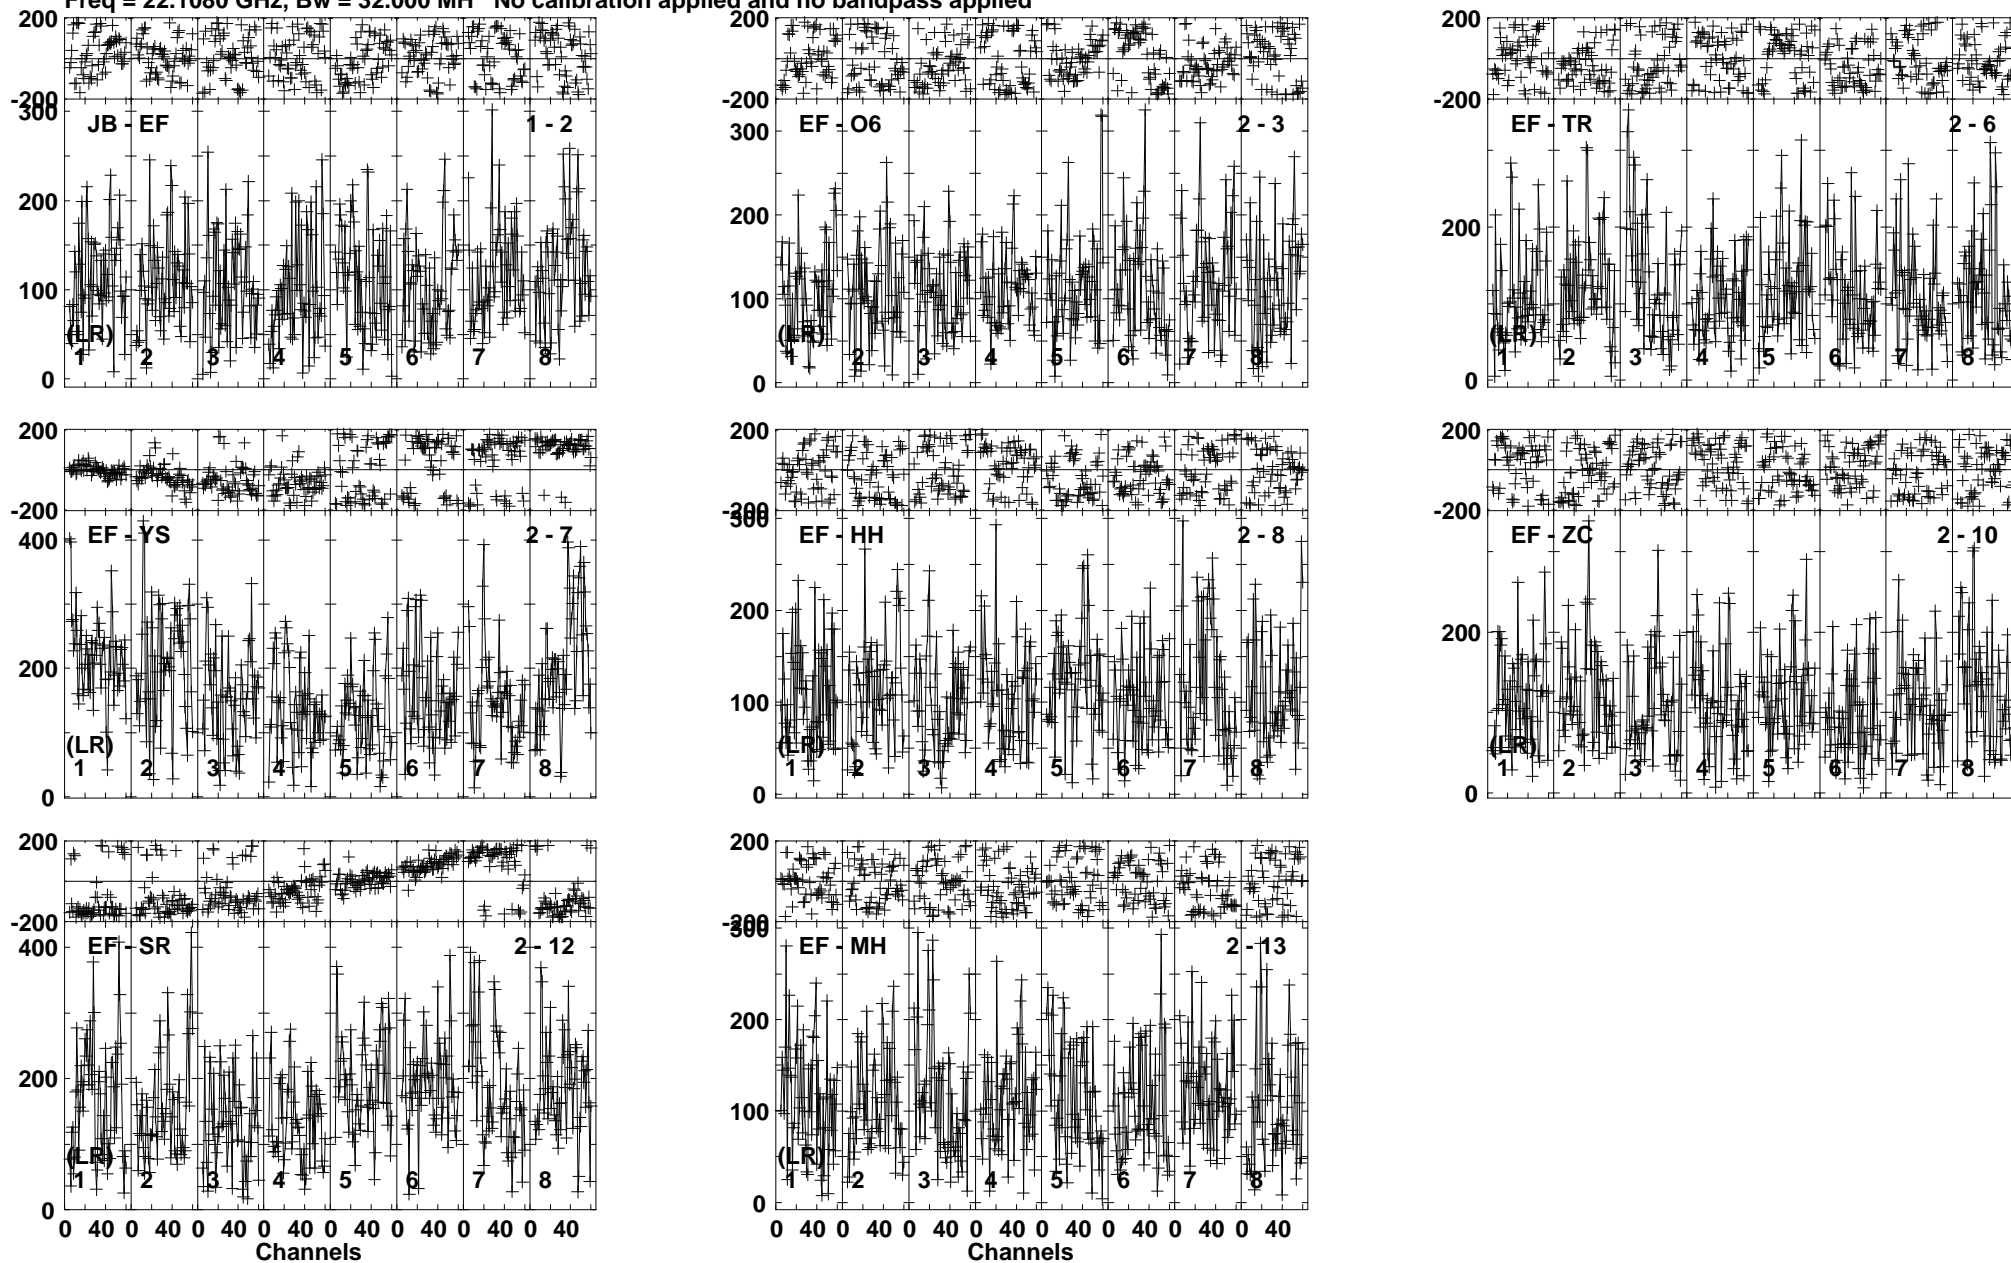 Freq = 22.1080 GHz, Bw = 32.000 MH No calibration applied and no bandpass applied
200
-200
300
200
100
0
JB - EF
1 - 2
(LR)
1 2 3 4 5 6 7 8
200
-200
300
200
100
0
EF - O6
2 - 3
(LR)
1 2 3 4 5 6 7 8
200
-200
200
0
EF - TR
2 - 6
(LR)
1 2 3 4 5 6 7 8
200
-200
400
200
0
EF - YS
2 - 7
(LR)
1 2 3 4 5 6 7 8
200
-200
300
200
100
0
EF - HH
2 - 8
(LR)
1 2 3 4 5 6 7 8
200
-200
200
0
EF - ZC
2 - 10
(LR)
1 2 3 4 5 6 7 8
200
-200
400
200
0
EF - SR
2 - 12
(LR)
1 2 3 4 5 6 7 8
0 40 0 40 0 40 0 40 0 40 0 40 0 40 0 40
Channels
200
-200
300
200
100
0
EF - MH
2 - 13
(LR)
1 2 3 4 5 6 7 8
0 40 0 40 0 40 0 40 0 40 0 40 0 40 0 40
Channels